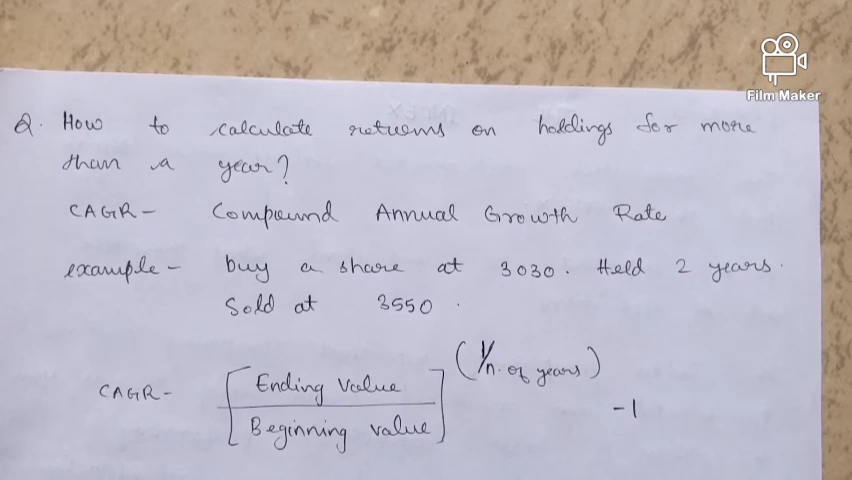 Film Maker
Q. How to calculate returns on holdings for more
than a year?
CAGR - Compound Annual Growth Rate
example - buy a share at 3030. Held 2 years.
Sold at 3550.
CAGR - [Ending value / Beginning value] (1/n. of years) -1